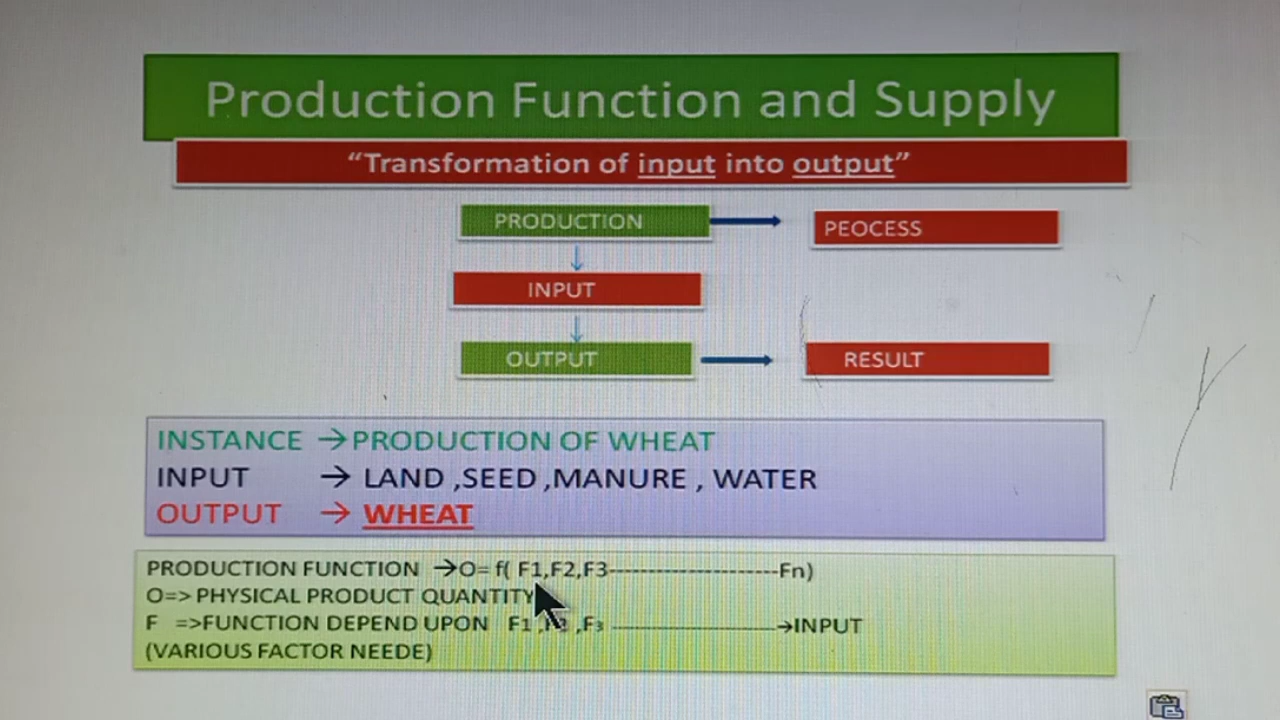 Production Function and Supply
“Transformation of input into output”
PRODUCTION
PEOCESS
INPUT
OUTPUT
RESULT
INSTANCE →PRODUCTION OF WHEAT
INPUT → LAND ,SEED ,MANURE , WATER
OUTPUT → WHEAT
PRODUCTION FUNCTION →O= f( F1,F2,F3----------------------Fn)
O=> PHYSICAL PRODUCT QUANTITY
F =>FUNCTION DEPEND UPON F1 ,F2 ,F3 ----------------------→INPUT
(VARIOUS FACTOR NEEDE)